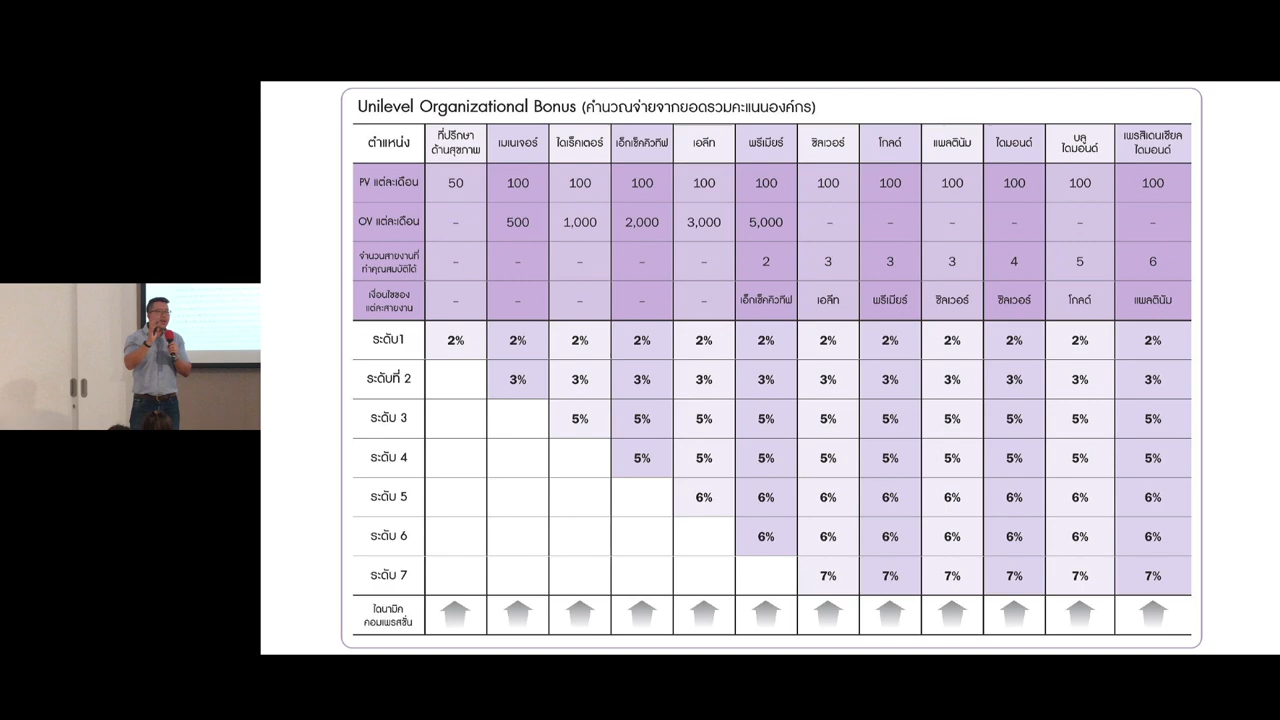 Unilevel Organizational Bonus (คำนวณจ่ายจากยอดรวมคะแนนองค์กร)
ตำแหน่ง ที่ปรึกษา ด้านสุขภาพ เมเนเจอร์ ไดเร็คเตอร์ เอ็กเซ็คคิวทีฟ เอลีท พรีเมียร์ ซิลเวอร์ โกลด์ แพลตินัม ไดมอนด์ บลู ไดมอนด์ เพรสิเดนเชียล ไดมอนด์
PV แต่ละเดือน 50 100 100 100 100 100 100 100 100 100 100 100
OV แต่ละเดือน – 500 1,000 2,000 3,000 5,000 – – – – – –
จำนวนสายงานที่ ทำคุณสมบัติได้ – – – – – 2 3 3 3 4 5 6
เงื่อนไขของ แต่ละสายงาน – – – – – เอ็กเซ็คคิวทีฟ เอลีท พรีเมียร์ ซิลเวอร์ ซิลเวอร์ โกลด์ แพลตินัม
ระดับ1 2% 2% 2% 2% 2% 2% 2% 2% 2% 2% 2% 2%
ระดับที่ 2 3% 3% 3% 3% 3% 3% 3% 3% 3% 3% 3%
ระดับ 3 5% 5% 5% 5% 5% 5% 5% 5% 5% 5%
ระดับ 4 5% 5% 5% 5% 5% 5% 5% 5% 5%
ระดับ 5 6% 6% 6% 6% 6% 6% 6% 6%
ระดับ 6 6% 6% 6% 6% 6% 6% 6%
ระดับ 7 7% 7% 7% 7% 7% 7%
ไดนามิค คอมเพรสชั่น